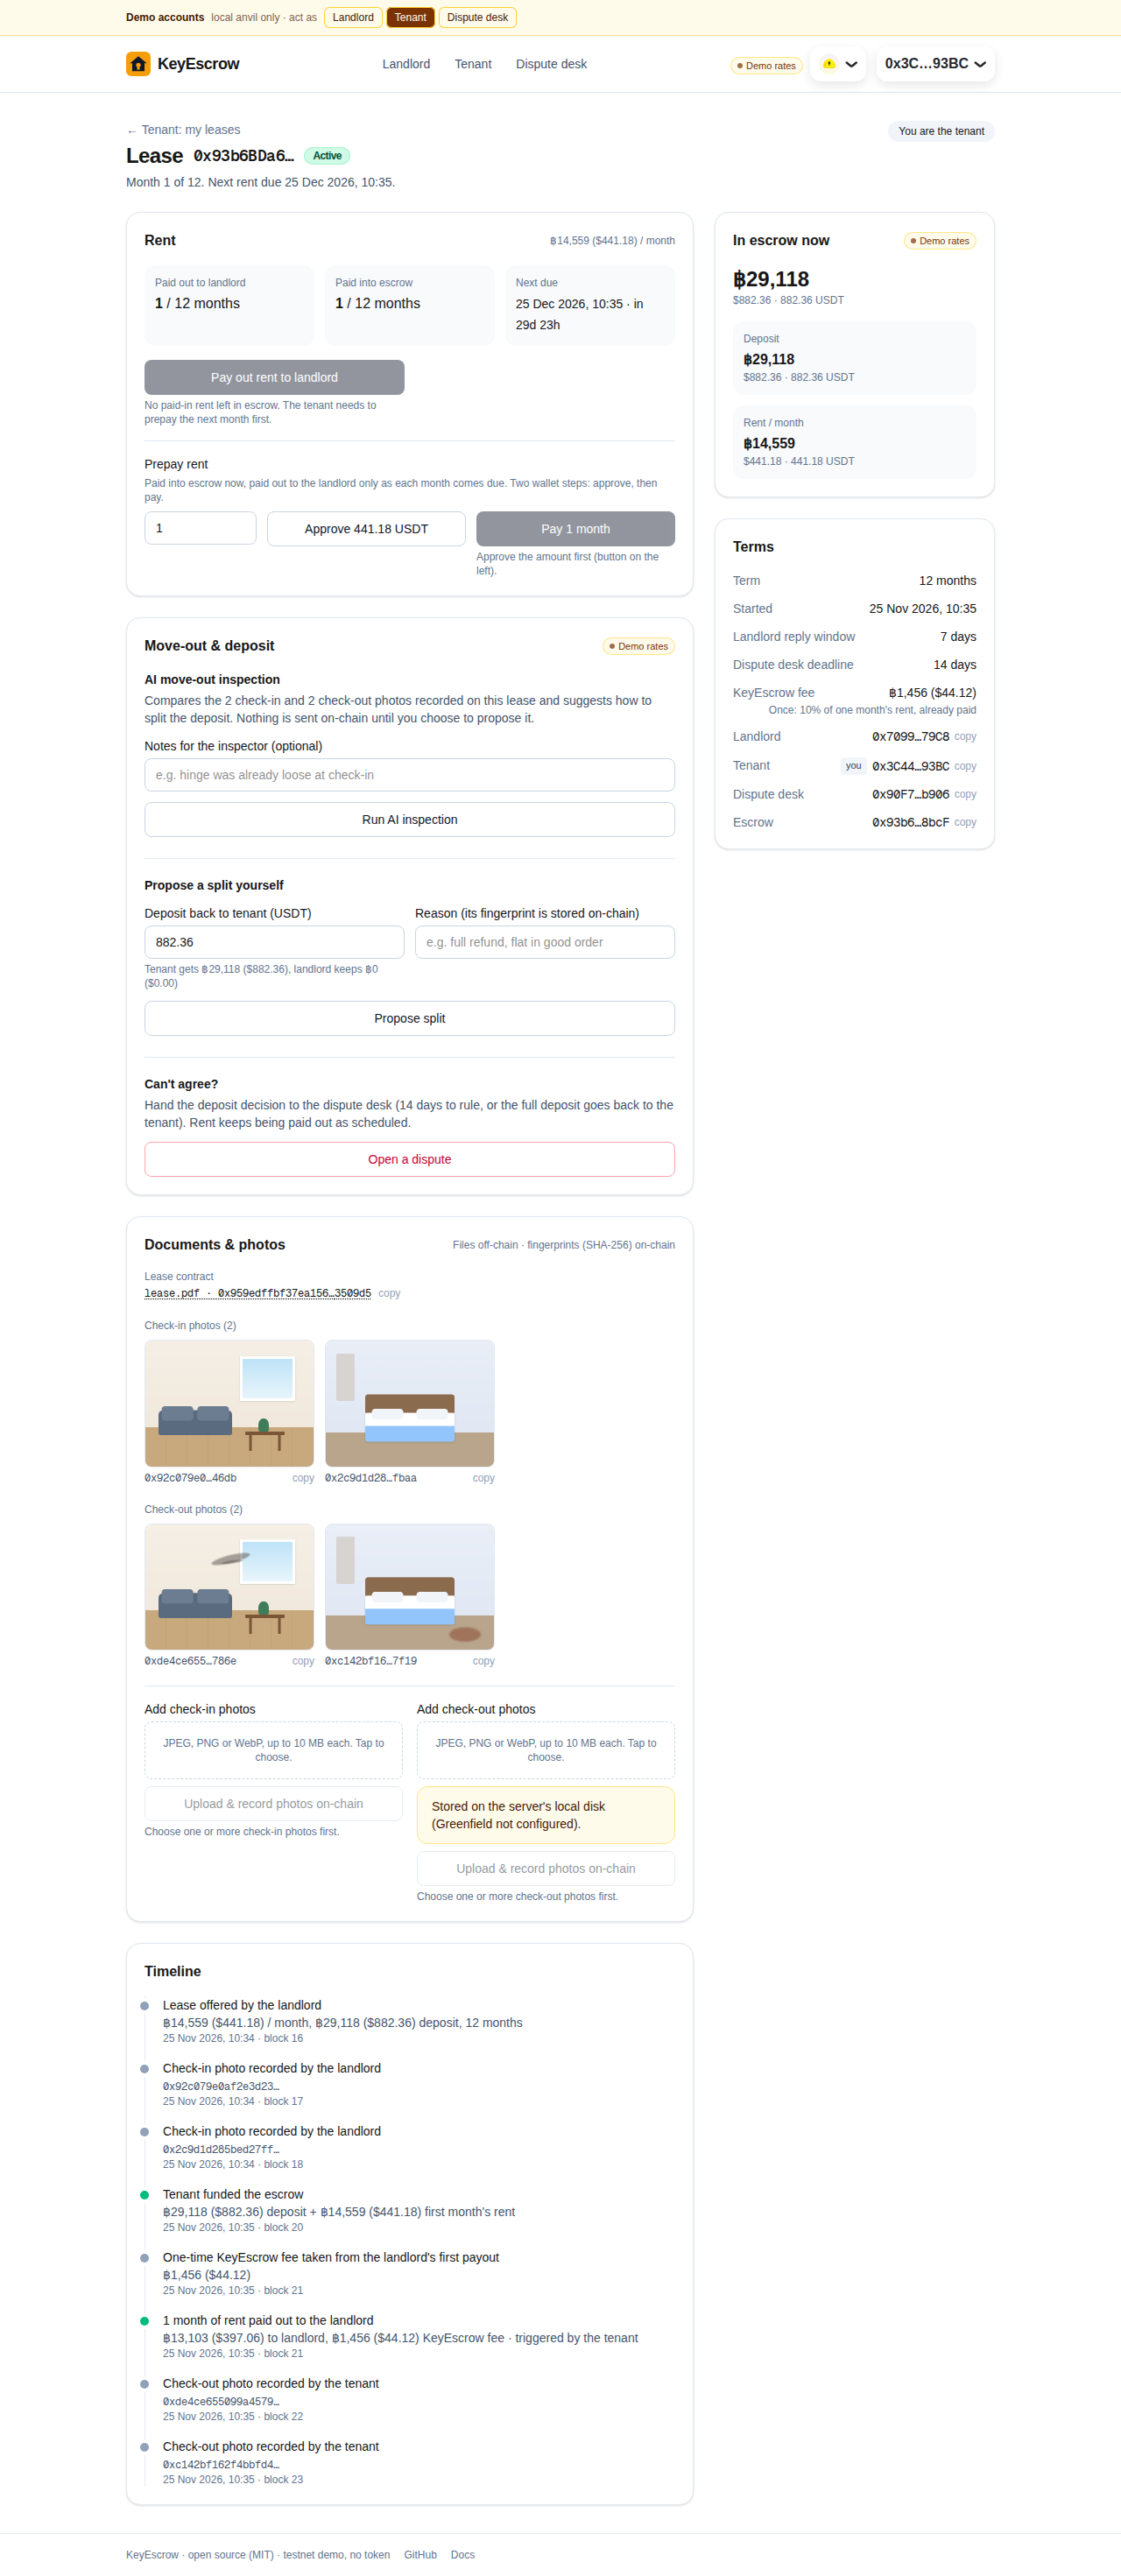 Demo accounts local anvil only · act as Landlord Tenant Dispute desk
KeyEscrow Landlord Tenant Dispute desk Demo rates 0x3C…93BC
← Tenant: my leases
You are the tenant
Lease 0x93b6BDa6… Active
Month 1 of 12. Next rent due 25 Dec 2026, 10:35.
Rent ฿14,559 ($441.18) / month
Paid out to landlord
1 / 12 months
Paid into escrow
1 / 12 months
Next due
25 Dec 2026, 10:35 · in
29d 23h
Pay out rent to landlord
No paid-in rent left in escrow. The tenant needs to
prepay the next month first.
Prepay rent
Paid into escrow now, paid out to the landlord only as each month comes due. Two wallet steps: approve, then
pay.
1 Approve 441.18 USDT Pay 1 month
Approve the amount first (button on the
left).
In escrow now Demo rates
฿29,118
$882.36 · 882.36 USDT
Deposit
฿29,118
$882.36 · 882.36 USDT
Rent / month
฿14,559
$441.18 · 441.18 USDT
Terms
Term 12 months
Started 25 Nov 2026, 10:35
Landlord reply window 7 days
Dispute desk deadline 14 days
KeyEscrow fee ฿1,456 ($44.12)
Once: 10% of one month's rent, already paid
Landlord 0x7099…79C8 copy
Tenant you 0x3C44…93BC copy
Dispute desk 0x90F7…b906 copy
Escrow 0x93b6…8bcF copy
Move-out & deposit Demo rates
AI move-out inspection
Compares the 2 check-in and 2 check-out photos recorded on this lease and suggests how to
split the deposit. Nothing is sent on-chain until you choose to propose it.
Notes for the inspector (optional)
e.g. hinge was already loose at check-in
Run AI inspection
Propose a split yourself
Deposit back to tenant (USDT)
882.36
Tenant gets ฿29,118 ($882.36), landlord keeps ฿0
($0.00)
Reason (its fingerprint is stored on-chain)
e.g. full refund, flat in good order
Propose split
Can't agree?
Hand the deposit decision to the dispute desk (14 days to rule, or the full deposit goes back to the
tenant). Rent keeps being paid out as scheduled.
Open a dispute
Documents & photos Files off-chain · fingerprints (SHA-256) on-chain
Lease contract
lease.pdf · 0x959edffbf37ea156…3509d5 copy
Check-in photos (2)
0x92c079e0…46db copy 0x2c9d1d28…fbaa copy
Check-out photos (2)
0xde4ce655…786e copy 0xc142bf16…7f19 copy
Add check-in photos
JPEG, PNG or WebP, up to 10 MB each. Tap to
choose.
Upload & record photos on-chain
Choose one or more check-in photos first.
Add check-out photos
JPEG, PNG or WebP, up to 10 MB each. Tap to
choose.
Stored on the server's local disk
(Greenfield not configured).
Upload & record photos on-chain
Choose one or more check-out photos first.
Timeline
Lease offered by the landlord
฿14,559 ($441.18) / month, ฿29,118 ($882.36) deposit, 12 months
25 Nov 2026, 10:34 · block 16
Check-in photo recorded by the landlord
0x92c079e0af2e3d23…
25 Nov 2026, 10:34 · block 17
Check-in photo recorded by the landlord
0x2c9d1d285bed27ff…
25 Nov 2026, 10:34 · block 18
Tenant funded the escrow
฿29,118 ($882.36) deposit + ฿14,559 ($441.18) first month's rent
25 Nov 2026, 10:35 · block 20
One-time KeyEscrow fee taken from the landlord's first payout
฿1,456 ($44.12)
25 Nov 2026, 10:35 · block 21
1 month of rent paid out to the landlord
฿13,103 ($397.06) to landlord, ฿1,456 ($44.12) KeyEscrow fee · triggered by the tenant
25 Nov 2026, 10:35 · block 21
Check-out photo recorded by the tenant
0xde4ce655099a4579…
25 Nov 2026, 10:35 · block 22
Check-out photo recorded by the tenant
0xc142bf162f4bbfd4…
25 Nov 2026, 10:35 · block 23
KeyEscrow · open source (MIT) · testnet demo, no token GitHub Docs